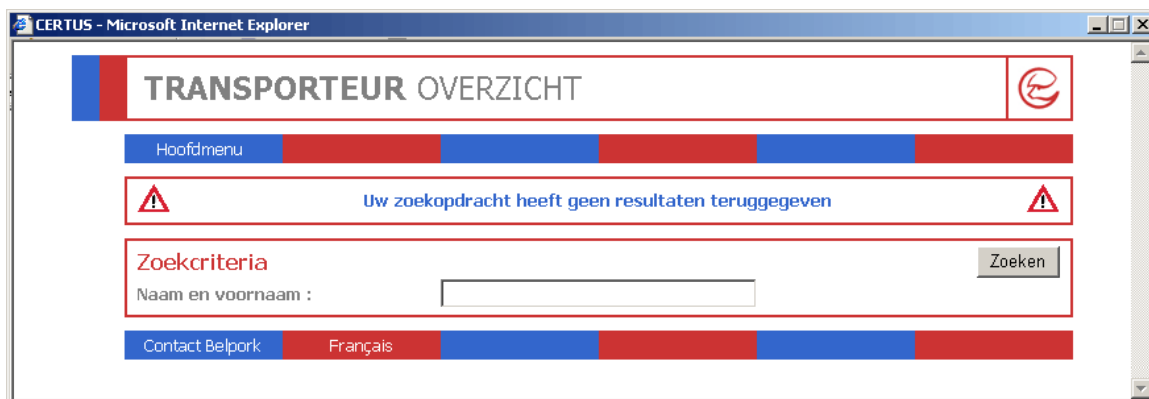 CERTUS - Microsoft Internet Explorer
TRANSPORTEUR OVERZICHT
Hoofdmenu
Uw zoekopdracht heeft geen resultaten teruggegeven
Zoekcriteria
Zoeken
Naam en voornaam :
Contact Belpork Français